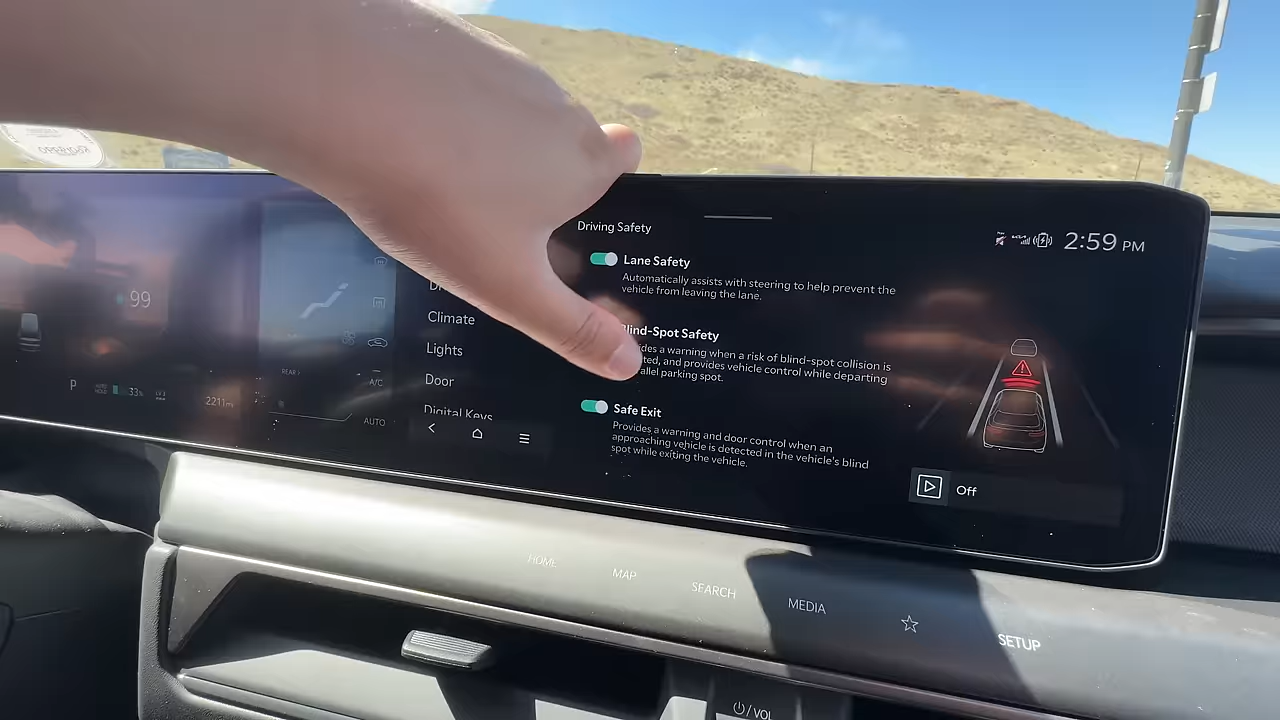 99
P
AUTO HOLD
33%
2211mi
REAR
A/C
AUTO
Climate
Lights
Door
Digital Keys
Driving Safety
Lane Safety
Automatically assists with steering to help prevent the
vehicle from leaving the lane.
Blind-Spot Safety
a warning when a risk of blind-spot collision is
and provides vehicle control while departing
parking spot.
Safe Exit
Provides a warning and door control when an
approaching vehicle is detected in the vehicle's blind
spot while exiting the vehicle.
2:59 PM
Off
HOME
MAP
SEARCH
MEDIA
SETUP
/VOL